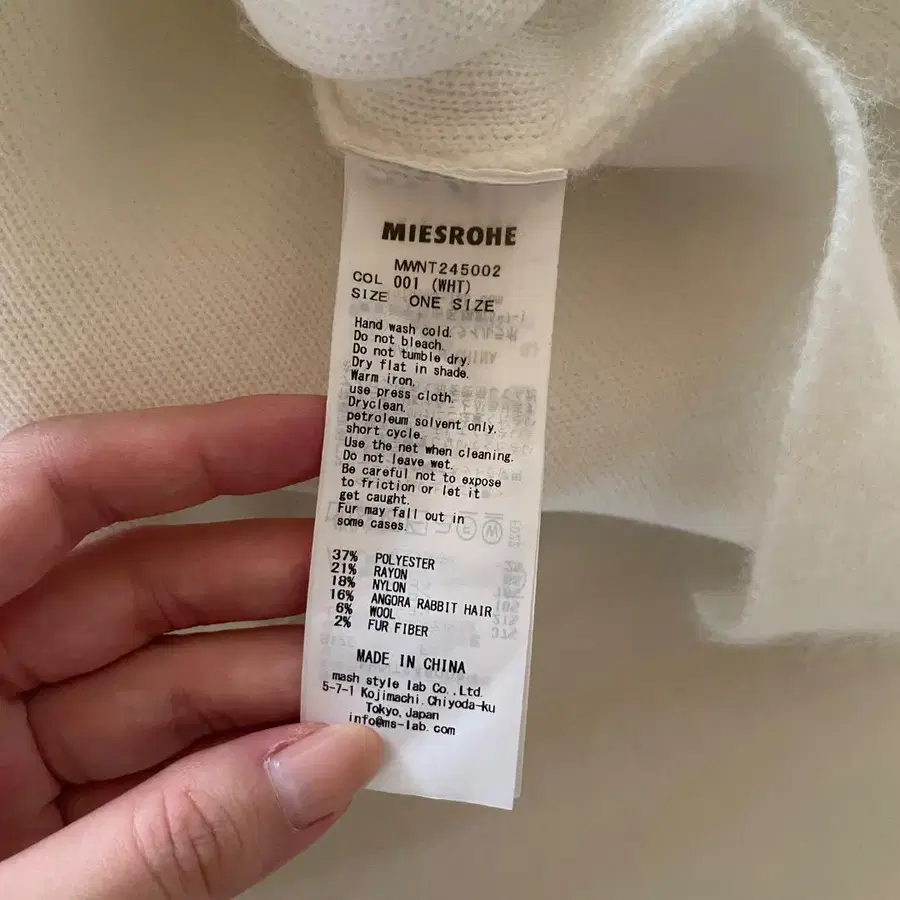 MIESROHE
MWNT245002
COL 001 (WHT)
SIZE ONE SIZE
Hand wash cold.
Do not bleach.
Do not tumble dry.
Dry flat in shade.
Warm iron.
use press cloth.
Dryclean.
petroleum solvent only.
short cycle.
Use the net when cleaning.
Do not leave wet.
Be careful not to expose
to friction or let it
get caught.
Fur may fall out in
some cases.
37% POLYESTER
21% RAYON
18% NYLON
16% ANGORA RABBIT HAIR
6% WOOL
2% FUR FIBER
MADE IN CHINA
mash style lab Co.,Ltd.
5-7-1 Kojimachi.Chiyoda-ku
Tokyo,Japan
info@ms-lab.com